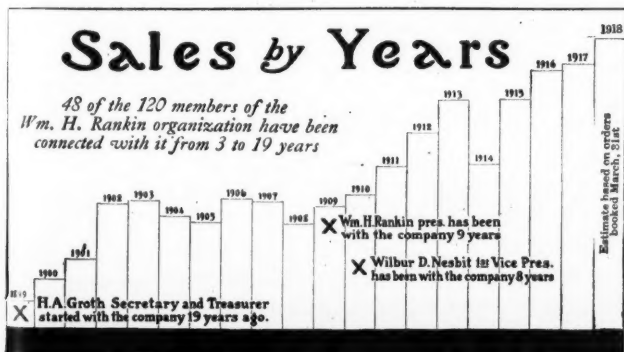 Sales by Years
48 of the 120 members of the
Wm. H. Rankin organization have been
connected with it from 3 to 19 years
1899
1900
1901
1902
1903
1904
1905
1906
1907
1908
1909
1910
1911
1912
1913
1914
1915
1916
1917
1918
Estimate based on orders
booked March, 31st
X Wm. H. Rankin pres. has been
with the company 9 years
X Wilbur D. Nesbit 1st Vice Pres.
has been with the company 8 years
X H.A. Groth Secretary and Treasurer
started with the company 19 years ago.